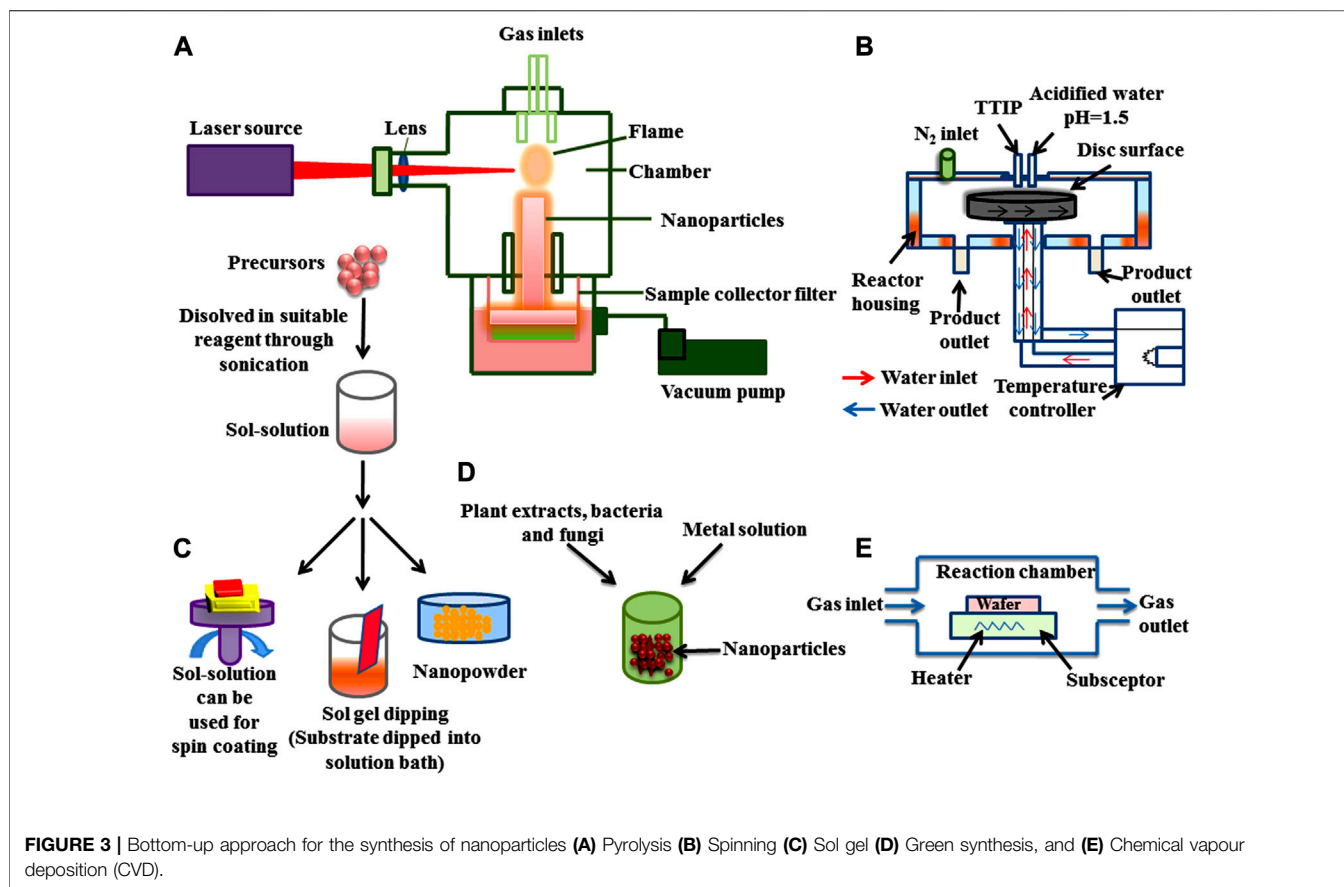 A
Gas inlets
Laser source
Lens
Flame
Chamber
Nanoparticles
Sample collector filter
Vacuum pump
B
TTIP
Acidified water
pH=1.5
N₂ inlet
Disc surface
Reactor
housing
Product
outlet
Product
outlet
Water inlet
Water outlet
Temperature
controller
Precursors
Disolved in suitable
reagent through
sonication
Sol-solution
C
Sol-solution
can be
used for
spin coating
Sol gel dipping
(Substrate dipped into
solution bath)
Nanopowder
D
Plant extracts, bacteria
and fungi
Metal solution
Nanoparticles
E
Reaction chamber
Gas inlet
Wafer
Gas
outlet
Heater
Subsceptor
FIGURE 3 | Bottom-up approach for the synthesis of nanoparticles (A) Pyrolysis (B) Spinning (C) Sol gel (D) Green synthesis, and (E) Chemical vapour
deposition (CVD).